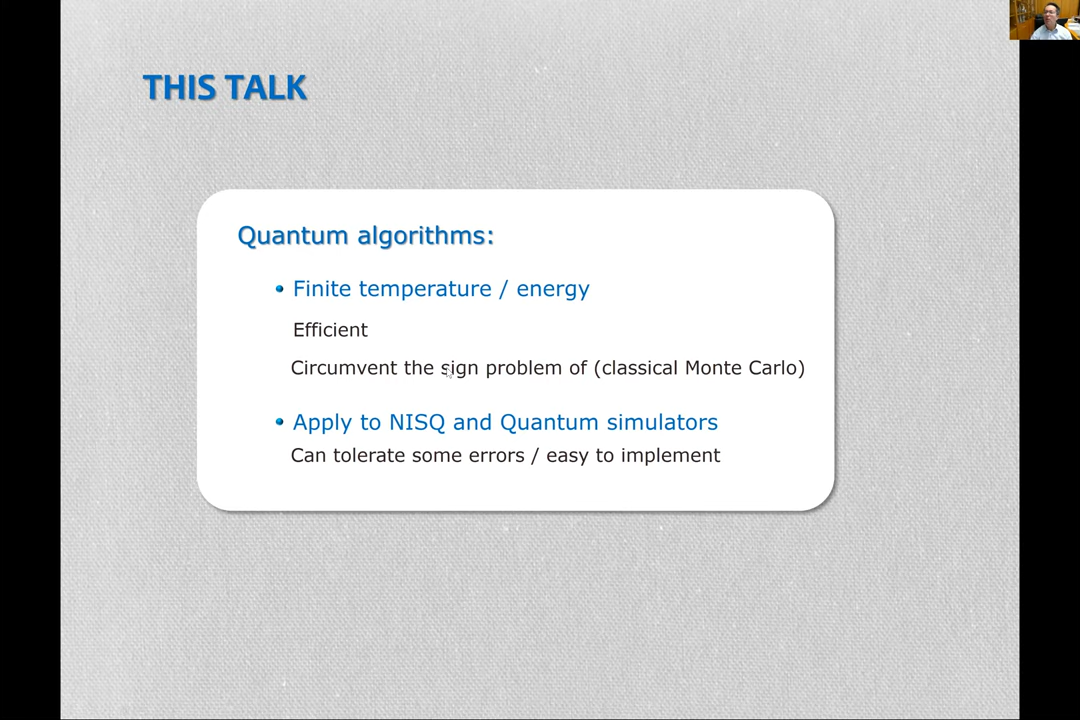 THIS TALK
Quantum algorithms:
• Finite temperature / energy
Efficient
Circumvent the sign problem of (classical Monte Carlo)
• Apply to NISQ and Quantum simulators
Can tolerate some errors / easy to implement